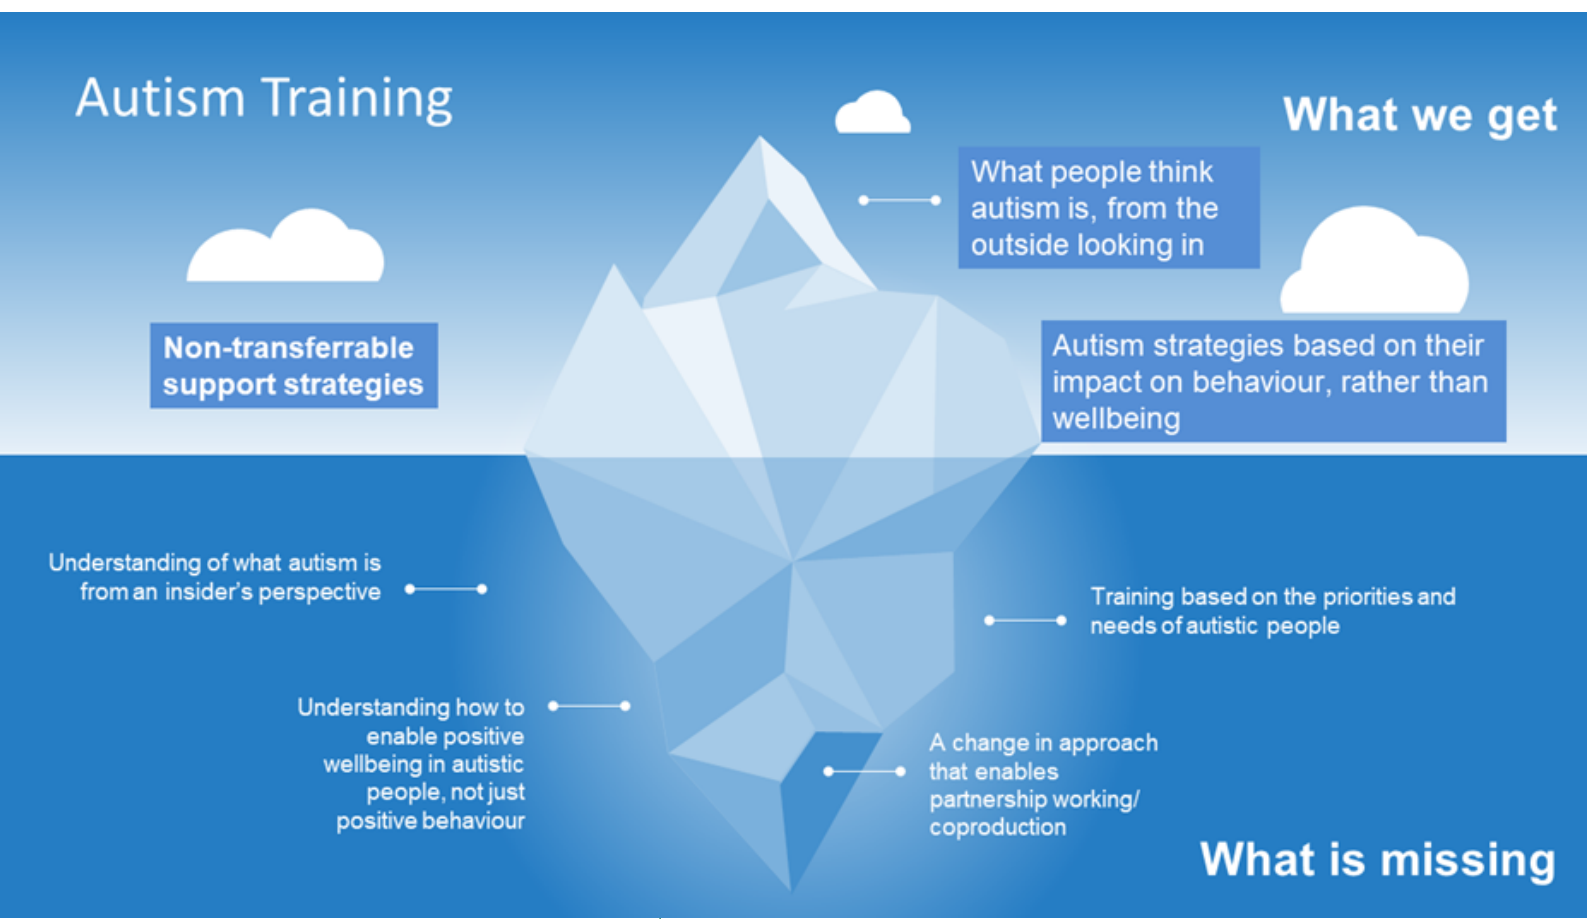 Autism Training
What we get
What people think
autism is, from the
outside looking in
Non-transferrable
support strategies
Autism strategies based on their
impact on behaviour, rather than
wellbeing
Understanding of what autism is
from an insider's perspective
Training based on the priorities and
needs of autistic people
Understanding how to
enable positive
wellbeing in autistic
people, not just
positive behaviour
A change in approach
that enables
partnership working/
coproduction
What is missing